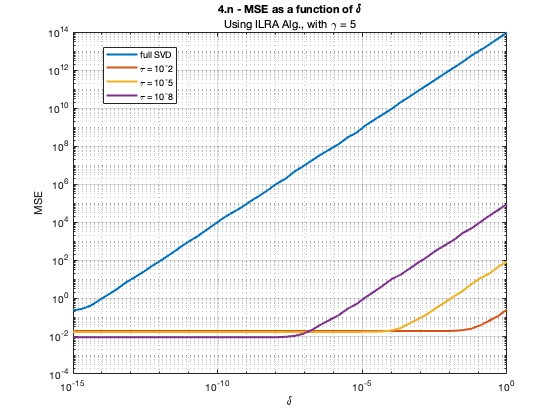 4.n - MSE as a function of δ
Using ILRA Alg., with γ = 5
10^14
10^12
10^10
10^8
10^6
10^4
10^2
10^0
10^-2
10^-4
MSE
full SVD
τ = 10^-2
τ = 10^-5
τ = 10^-8
10^-15
10^-10
10^-5
10^0
δ